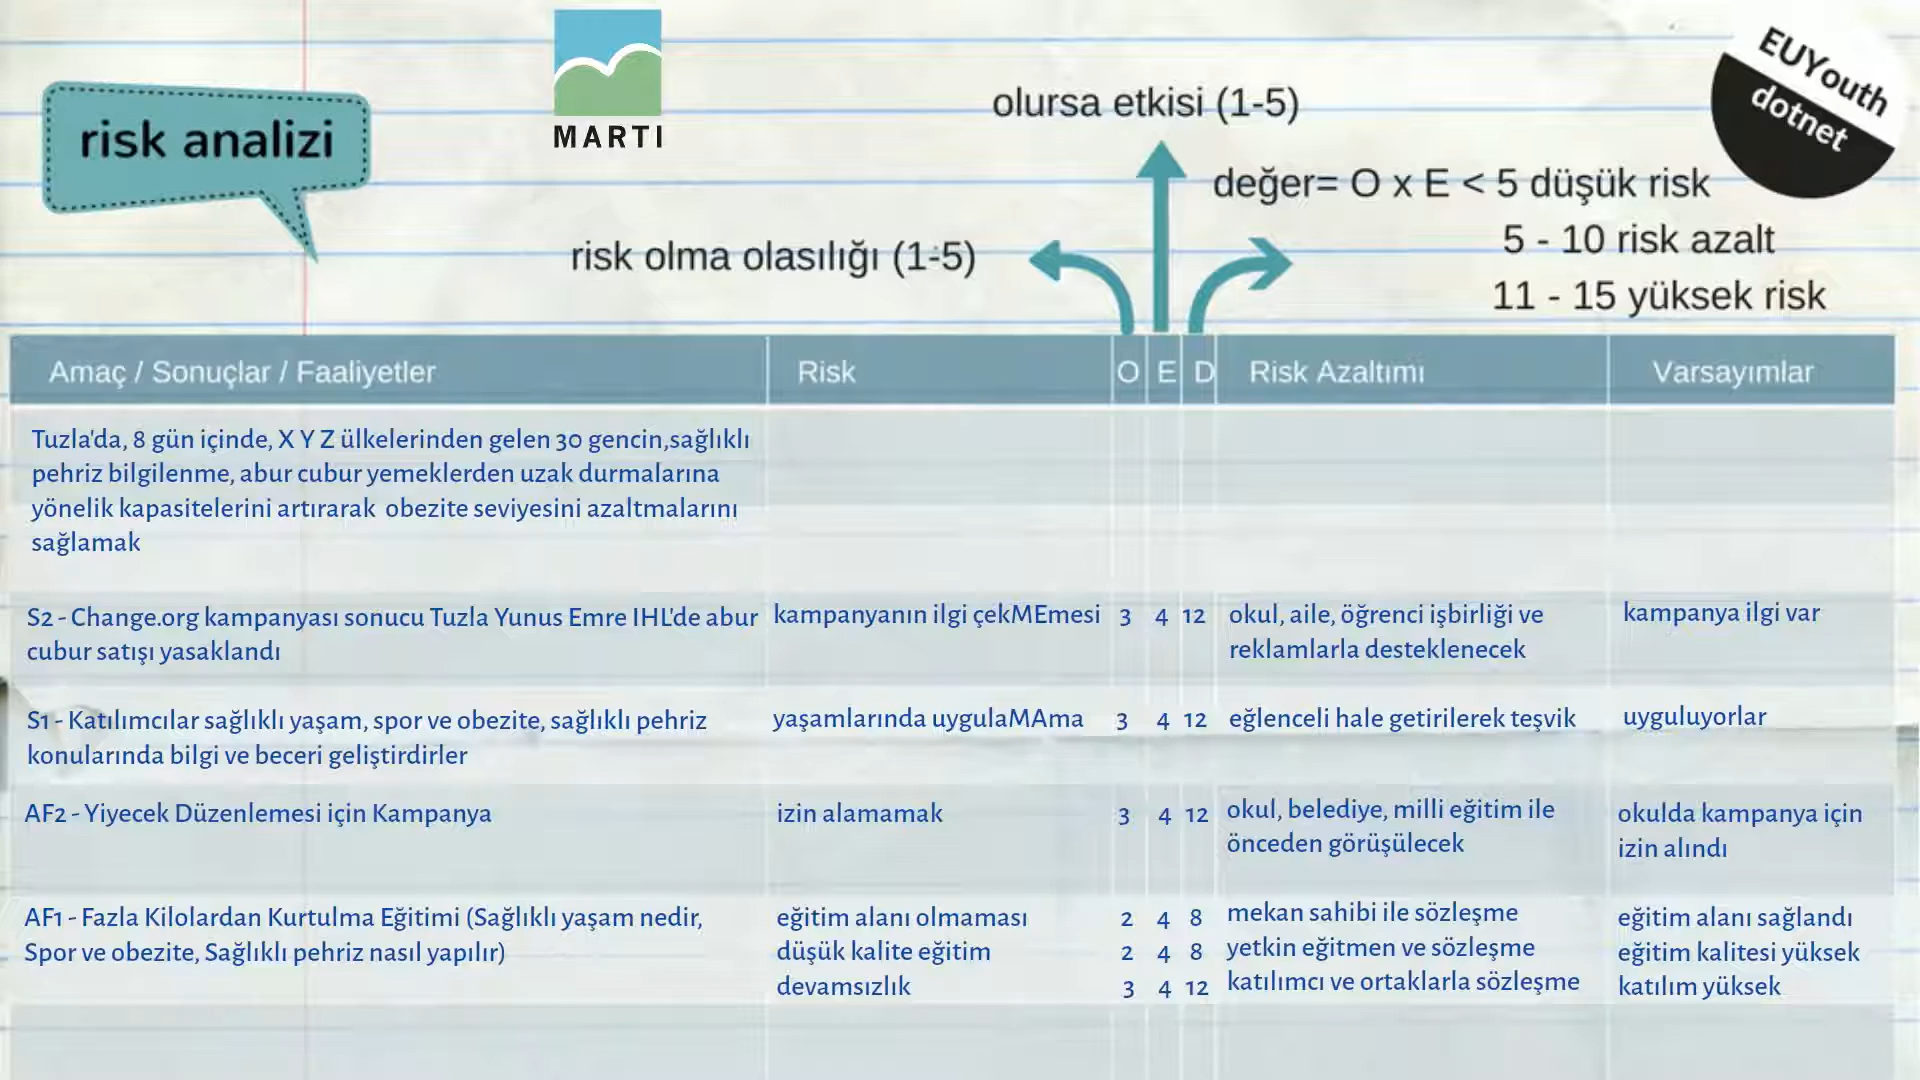 risk analizi
MARTI
EUYouth
dotnet
olursa etkisi (1-5)
değer= O x E < 5 düşük risk
5 - 10 risk azalt
11 - 15 yüksek risk
risk olma olasılığı (1-5)
Amaç / Sonuçlar / Faaliyetler Risk O E D Risk Azaltımı Varsayımlar
Tuzla'da, 8 gün içinde, X Y Z ülkelerinden gelen 30 gencin,sağlıklı
pehriz bilgilenme, abur cubur yemeklerden uzak durmalarına
yönelik kapasitelerini artırarak obezite seviyesini azaltmalarını
sağlamak
S2 - Change.org kampanyası sonucu Tuzla Yunus Emre IHL'de abur kampanyanın ilgi çekMEmesi 3 4 12 okul, aile, öğrenci işbirliği ve kampanya ilgi var
cubur satışı yasaklandı reklamlarla desteklenecek
S1 - Katılımcılar sağlıklı yaşam, spor ve obezite, sağlıklı pehriz yaşamlarında uygulaMAma 3 4 12 eğlenceli hale getirilerek teşvik uyguluyorlar
konularında bilgi ve beceri geliştirdirler
AF2 - Yiyecek Düzenlemesi için Kampanya izin alamamak 3 4 12 okul, belediye, milli eğitim ile okulda kampanya için
önceden görüşülecek izin alındı
AF1 - Fazla Kilolardan Kurtulma Eğitimi (Sağlıklı yaşam nedir, eğitim alanı olmaması 2 4 8 mekan sahibi ile sözleşme eğitim alanı sağlandı
Spor ve obezite, Sağlıklı pehriz nasıl yapılır) düşük kalite eğitim 2 4 8 yetkin eğitmen ve sözleşme eğitim kalitesi yüksek
devamsızlık 3 4 12 katılımcı ve ortaklarla sözleşme katılım yüksek